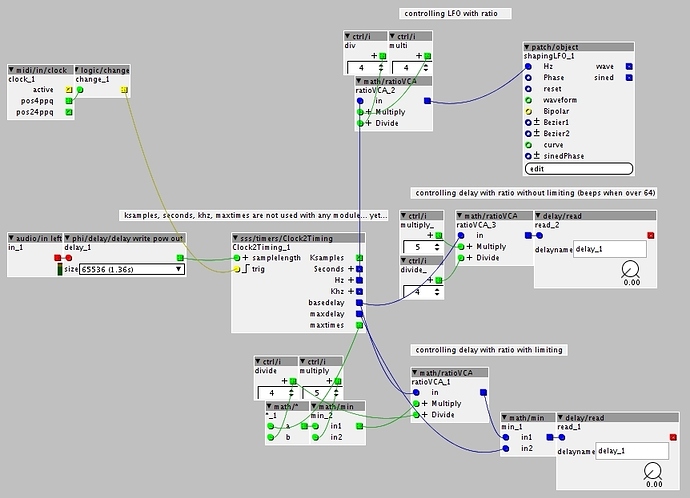 controlling LFO with ratio
ctrl/i
ctrl/i
div
multi
4
4
math/ratioVCA
ratioVCA_2
in
Multiply
Divide
patch/object
shapingLFO_1
Hz
wave
Phase
sined
reset
waveform
Bipolar
Bezier1
Bezier2
curve
sinedPhase
edit
midi/in/clock
clock_1
active
pos4ppq
pos24ppq
logic/change
change_1
controlling delay with ratio without limiting (beeps when over 64)
ksamples, seconds, khz, maxtimes are not used with any module... yet...
audio/in left
in_1
phi/delay/delay write pow out
delay_1
size
65536 (1.36s)
sss/timers/Clock2Timing
Clock2Timing_1
samplelength
Ksamples
trig
Seconds
Hz
Khz
basedelay
maxdelay
maxtimes
ctrl/i
multiply_
5
ctrl/i
divide_
4
math/ratioVCA
ratioVCA_3
in
Multiply
Divide
delay/read
read_2
delayname
delay_1
0.00
controlling delay with ratio with limiting
ctrl/i
ctrl/i
divide
multiply
4
5
math/*
*_1
a
b
math/min
min_2
in1
in2
math/ratioVCA
ratioVCA_1
in
Multiply
Divide
math/min
min_1
in1
in2
delay/read
read_1
delayname
delay_1
0.00